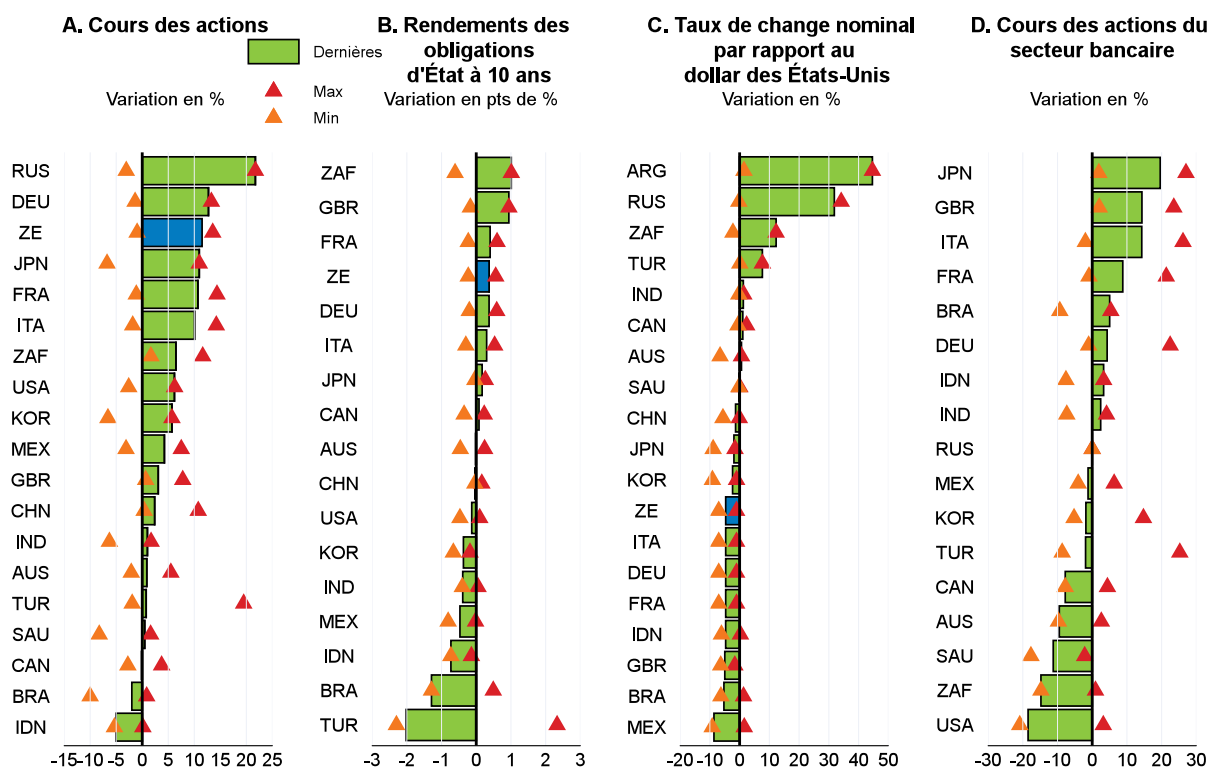 A. Cours des actions
Dernières
Variation en %
Max
Min
RUS
DEU
ZE
JPN
FRA
ITA
ZAF
USA
KOR
MEX
GBR
CHN
IND
AUS
TUR
SAU
CAN
BRA
IDN
-15 -10 -5 0 5 10 15 20 25
B. Rendements des
obligations
d'État à 10 ans
Variation en pts de %
ZAF
GBR
FRA
ZE
DEU
ITA
JPN
CAN
AUS
CHN
USA
KOR
IND
MEX
IDN
BRA
TUR
-3 -2 -1 0 1 2 3
C. Taux de change nominal
par rapport au
dollar des États-Unis
Variation en %
ARG
RUS
ZAF
TUR
IND
CAN
AUS
SAU
CHN
JPN
KOR
ZE
ITA
DEU
FRA
IDN
GBR
BRA
MEX
-20 -10 0 10 20 30 40 50
D. Cours des actions du
secteur bancaire
Variation en %
JPN
GBR
ITA
FRA
BRA
DEU
IDN
IND
RUS
MEX
KOR
TUR
CAN
AUS
SAU
ZAF
USA
-30 -20 -10 0 10 20 30